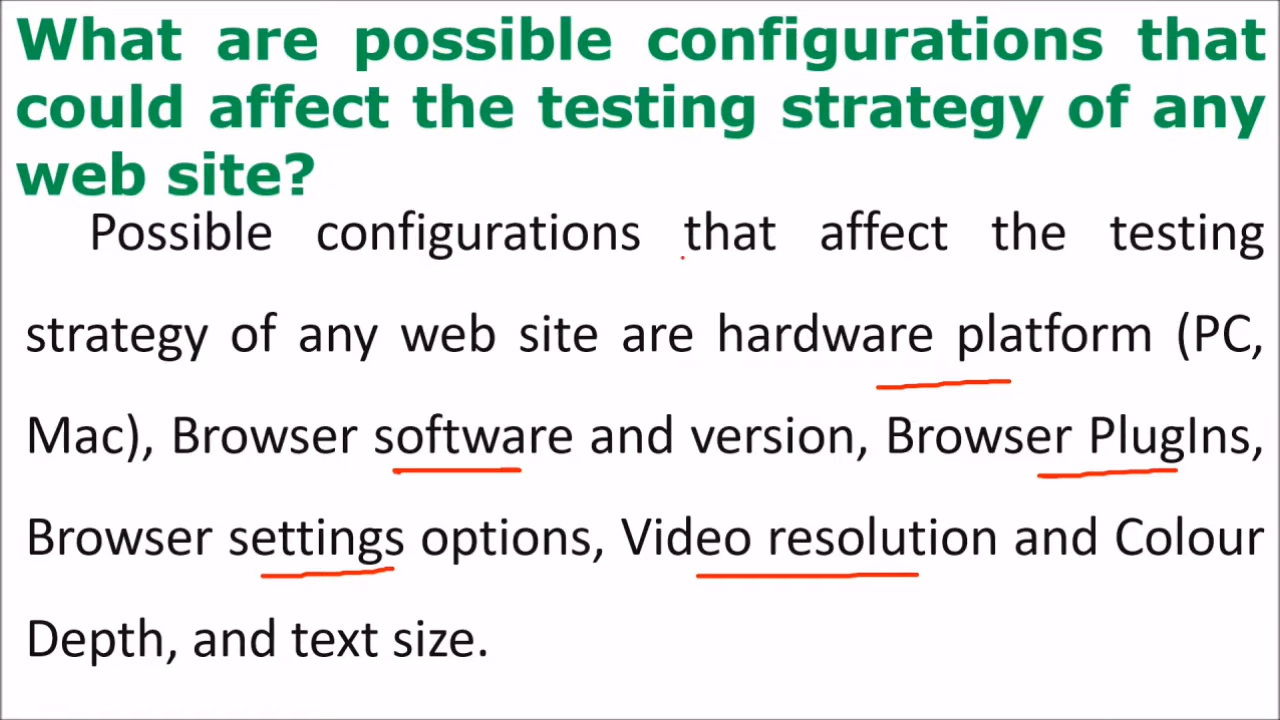 What are possible configurations that
could affect the testing strategy of any
web site?
Possible configurations that affect the testing
strategy of any web site are hardware platform (PC,
Mac), Browser software and version, Browser PlugIns,
Browser settings options, Video resolution and Colour
Depth, and text size.